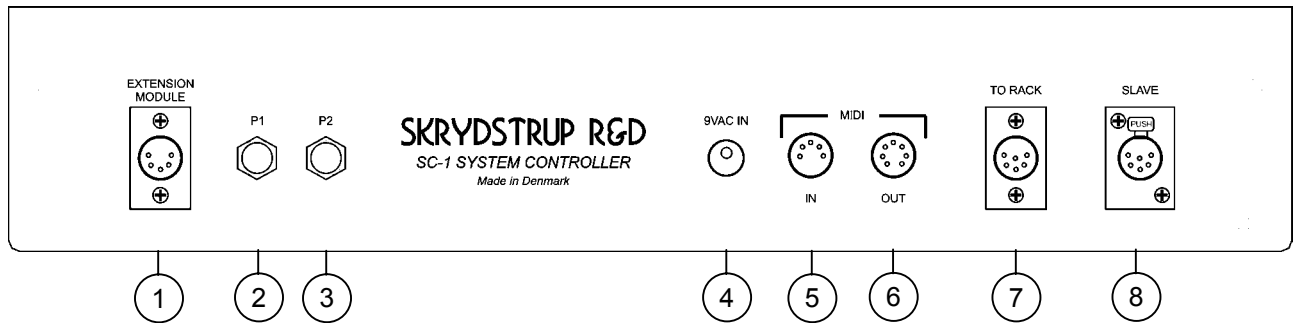 EXTENSION
MODULE
P1
P2
SKRYDSTRUP R&D
SC-1 SYSTEM CONTROLLER
Made in Denmark
9VAC IN
MIDI
IN
OUT
TO RACK
SLAVE
PUSH
1
2
3
4
5
6
7
8